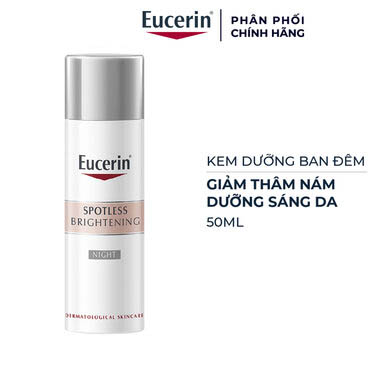 Eucerin
PHÂN PHỐI
CHÍNH HÃNG
Eucerin
SPOTLESS
BRIGHTENING
NIGHT
DERMATOLOGICAL SKINCARE
KEM DƯỠNG BAN ĐÊM
GIẢM THÂM NÁM
DƯỠNG SÁNG DA
50ML